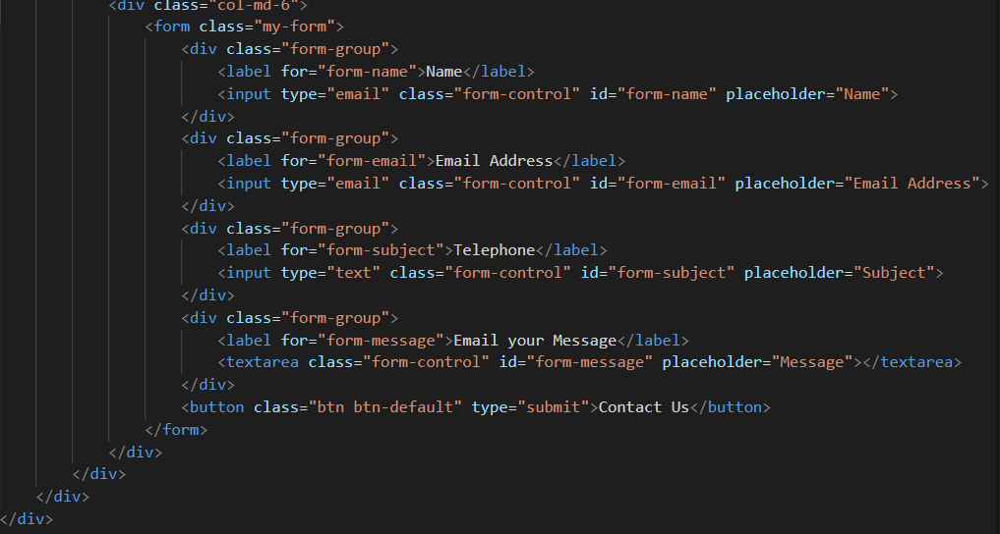 <div class="col-md-6">
<form class="my-form">
<div class="form-group">
<label for="form-name">Name</label>
<input type="email" class="form-control" id="form-name" placeholder="Name">
</div>
<div class="form-group">
<label for="form-email">Email Address</label>
<input type="email" class="form-control" id="form-email" placeholder="Email Address">
</div>
<div class="form-group">
<label for="form-subject">Telephone</label>
<input type="text" class="form-control" id="form-subject" placeholder="Subject">
</div>
<div class="form-group">
<label for="form-message">Email your Message</label>
<textarea class="form-control" id="form-message" placeholder="Message"></textarea>
</div>
<button class="btn btn-default" type="submit">Contact Us</button>
</form>
</div>
</div>
</div>
</div>